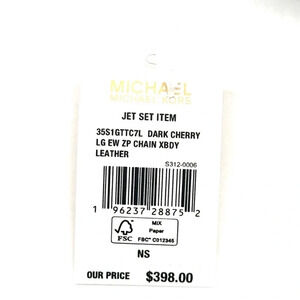 MICHAEL
MICHAEL KORS
JET SET ITEM
35S1GTTC7L DARK CHERRY
LG EW ZP CHAIN XBDY
LEATHER
S312-0006
1 96237 28875 2
FSC
MIX
Paper
FSC® C012345
NS
OUR PRICE $398.00